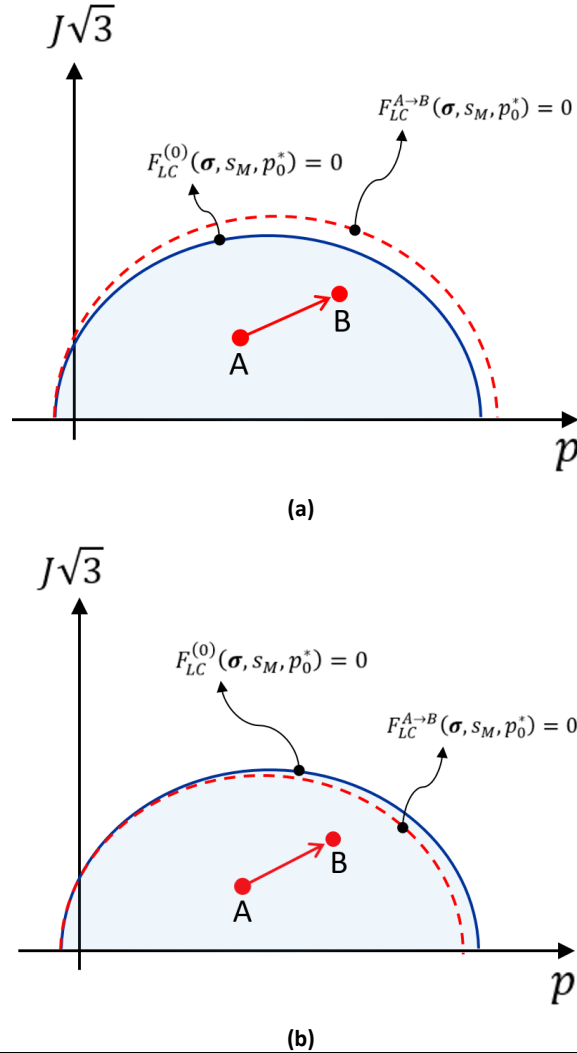 J√3
F_{LC}^{A→B}(σ, s_M, p_0^*) = 0
F_{LC}^{(0)}(σ, s_M, p_0^*) = 0
B
A
p
(a)
J√3
F_{LC}^{(0)}(σ, s_M, p_0^*) = 0
F_{LC}^{A→B}(σ, s_M, p_0^*) = 0
B
A
p
(b)